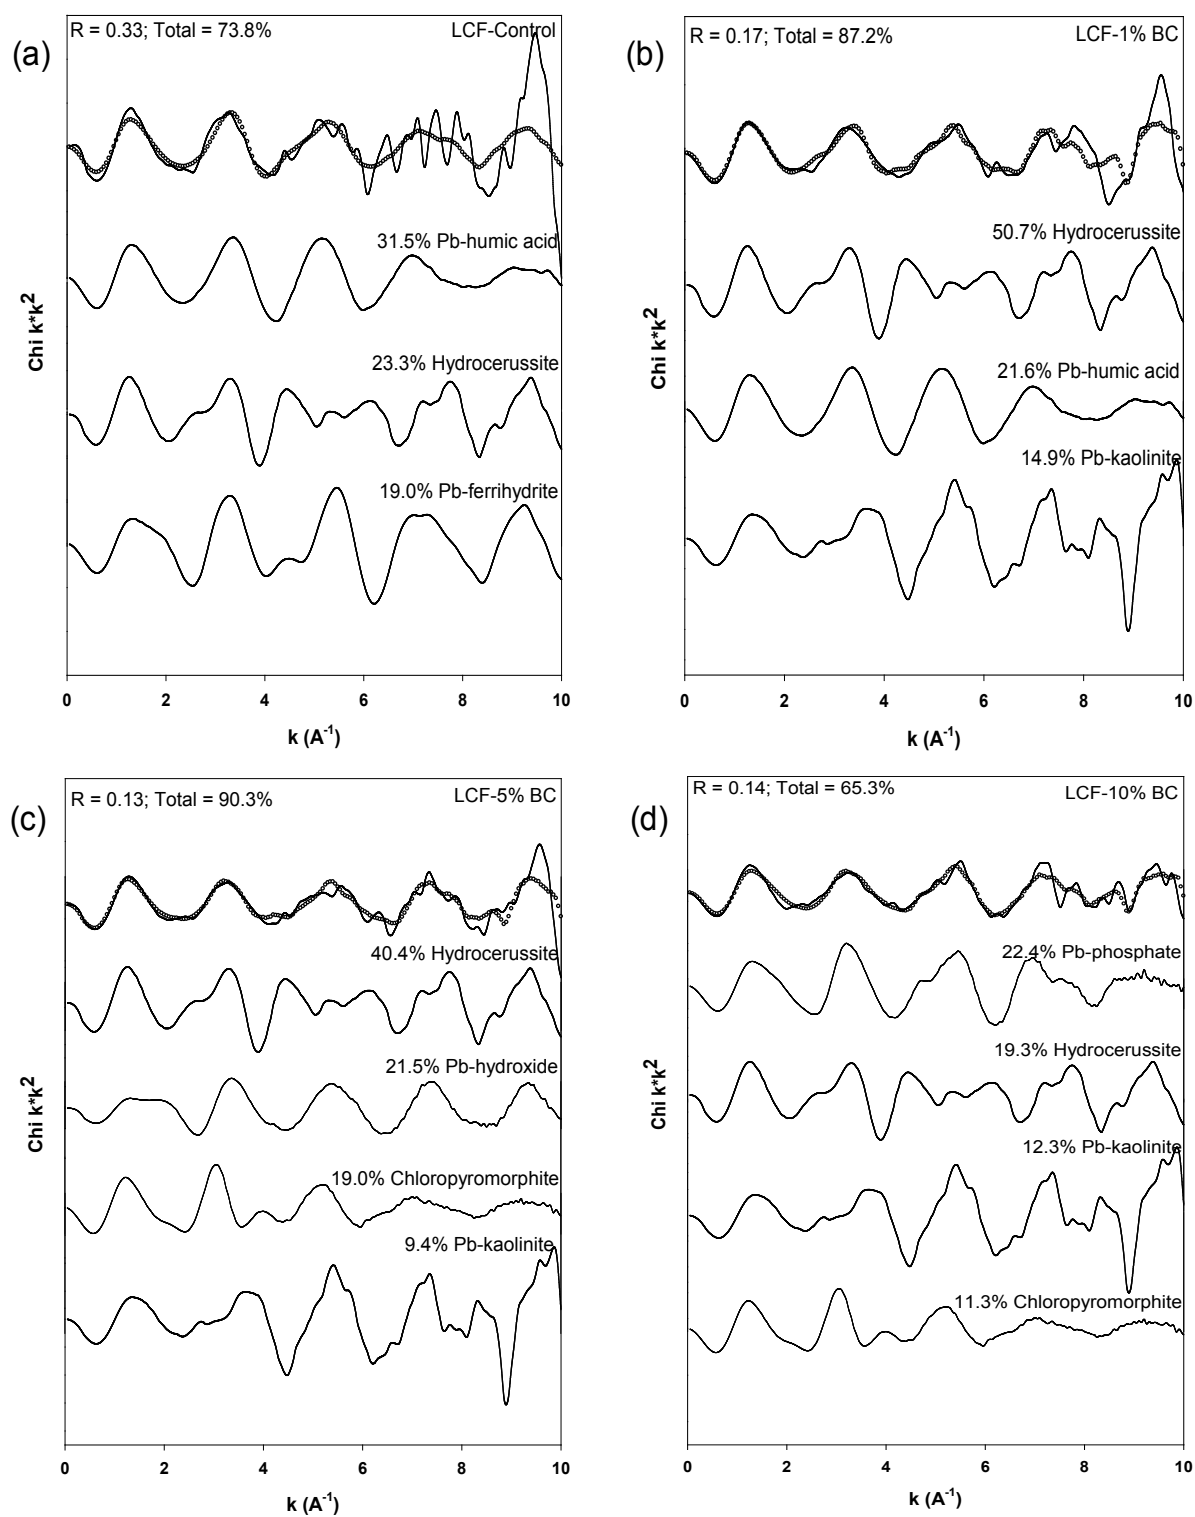 (a)
R = 0.33; Total = 73.8%
LCF-Control
31.5% Pb-humic acid
23.3% Hydrocerussite
19.0% Pb-ferrihydrite
Chi k*k²
0 2 4 6 8 10
k (A⁻¹)
(b)
R = 0.17; Total = 87.2%
LCF-1% BC
50.7% Hydrocerussite
21.6% Pb-humic acid
14.9% Pb-kaolinite
Chi k*k²
0 2 4 6 8 10
k (A⁻¹)
(c)
R = 0.13; Total = 90.3%
LCF-5% BC
40.4% Hydrocerussite
21.5% Pb-hydroxide
19.0% Chloropyromorphite
9.4% Pb-kaolinite
Chi k*k²
0 2 4 6 8 10
k (A⁻¹)
(d)
R = 0.14; Total = 65.3%
LCF-10% BC
22.4% Pb-phosphate
19.3% Hydrocerussite
12.3% Pb-kaolinite
11.3% Chloropyromorphite
Chi k*k²
0 2 4 6 8 10
k (A⁻¹)